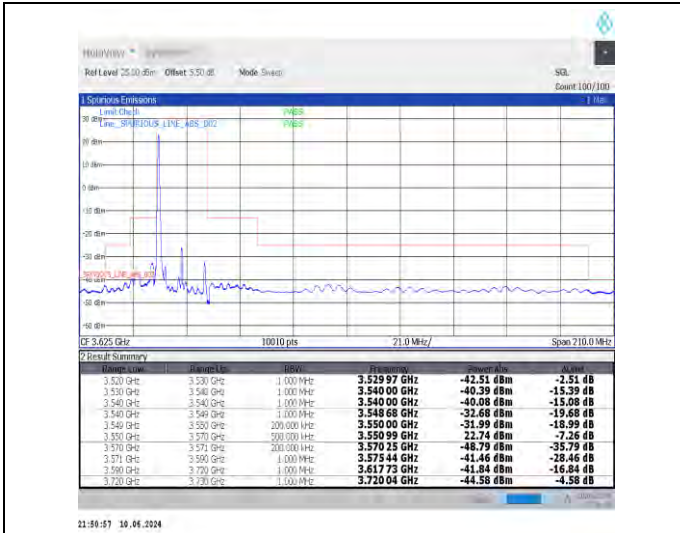 MultiView
Ref Level 25.00 dBm Offset 3.50 dB Mode Sweep SGL
Count 100/100
1 Spurious Emissions
Limit Check PASS
30 dBm
Line _SPURIOUS_LINE_ABS_D02 PASS
20 dBm
10 dBm
0 dBm
-10 dBm
-20 dBm
-30 dBm
-40 dBm
-50 dBm
-60 dBm
CF 3.625 GHz 10010 pts 21.0 MHz/ Span 210.0 MHz
2 Result Summary
Range Low Range Up RBW Frequency Power Abs ΔLimit
3.520 GHz 3.530 GHz 1.000 MHz 3.529 97 GHz -42.51 dBm -2.51 dB
3.530 GHz 3.540 GHz 1.000 MHz 3.540 00 GHz -40.39 dBm -15.39 dB
3.540 GHz 3.540 GHz 1.000 MHz 3.540 00 GHz -40.08 dBm -15.08 dB
3.540 GHz 3.549 GHz 1.000 MHz 3.548 68 GHz -32.68 dBm -19.68 dB
3.549 GHz 3.550 GHz 200.000 kHz 3.550 00 GHz -31.99 dBm -18.99 dB
3.550 GHz 3.570 GHz 500.000 kHz 3.550 99 GHz 22.74 dBm -7.26 dB
3.570 GHz 3.571 GHz 200.000 kHz 3.570 25 GHz -48.79 dBm -35.79 dB
3.571 GHz 3.590 GHz 1.000 MHz 3.575 44 GHz -41.46 dBm -28.46 dB
3.590 GHz 3.720 GHz 1.000 MHz 3.617 73 GHz -41.84 dBm -16.84 dB
3.720 GHz 3.730 GHz 1.000 MHz 3.720 04 GHz -44.58 dBm -4.58 dB
21:50:57 10.06.2024